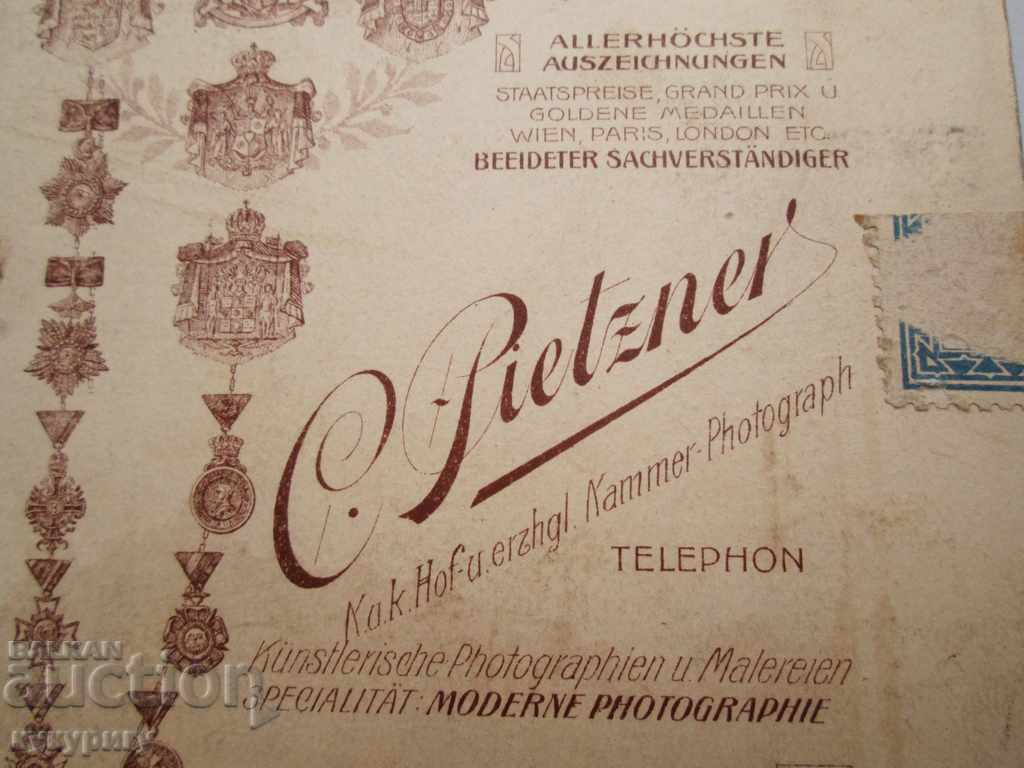 ALLERHÖCHSTE
AUSZEICHNUNGEN
STAATSPREISE, GRAND PRIX U
GOLDENE MEDAILLEN
WIEN, PARIS, LONDON ETC.
BEEIDETER SACHVERSTÄNDIGER
C. Pietzner
K.u.k. Hof-u. erzhgl. Kammer-Photograph
TELEPHON
Künstlerische Photographien u. Malereien
SPECIALITÄT: MODERNE PHOTOGRAPHIE
BALKAN
auction